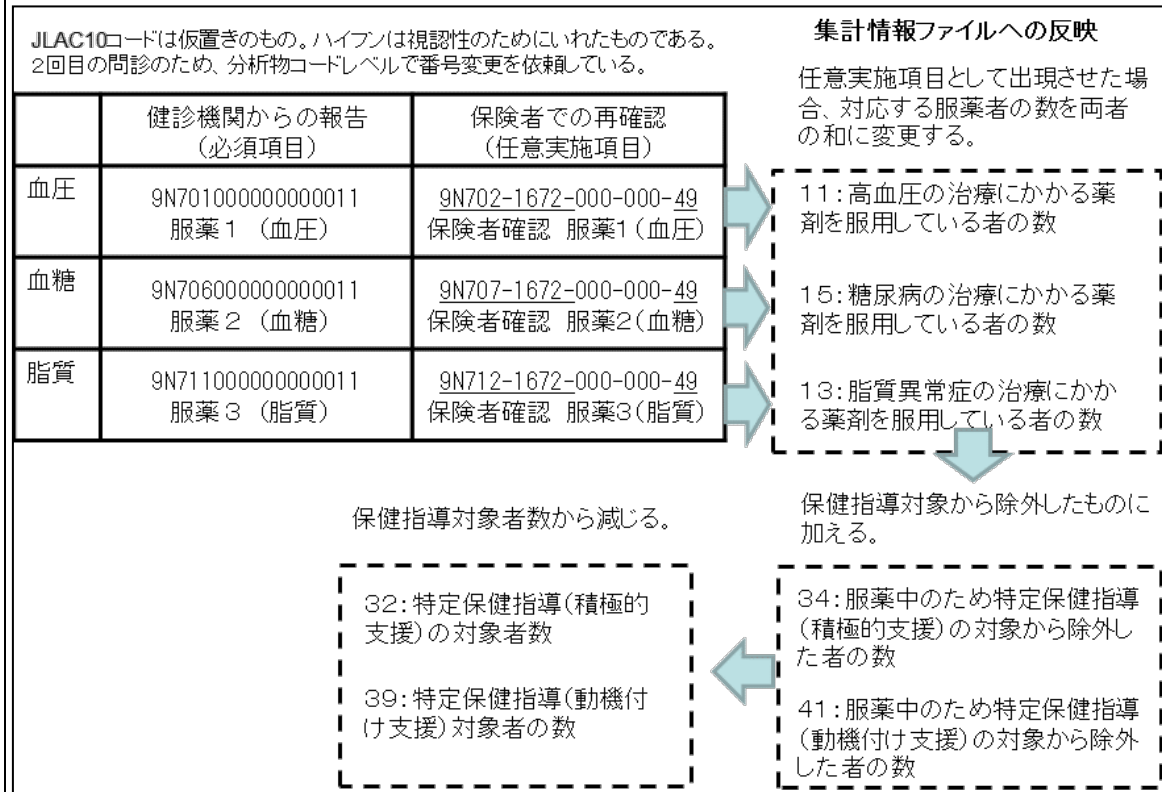 JLAC10コードは仮置きのもの。ハイフンは視認性のためにいれたものである。
2回目の問診のため、分析物コードレベルで番号変更を依頼している。
健診機関からの報告
(必須項目)
保険者での再確認
(任意実施項目)
血圧
9N701000000000011
服薬1 (血圧)
9N702-1672-000-000-49
保険者確認 服薬1(血圧)
血糖
9N706000000000011
服薬2 (血糖)
9N707-1672-000-000-49
保険者確認 服薬2(血糖)
脂質
9N711000000000011
服薬3 (脂質)
9N712-1672-000-000-49
保険者確認 服薬3(脂質)
集計情報ファイルへの反映
任意実施項目として出現させた場
合、対応する服薬者の数を両者
の和に変更する。
11:高血圧の治療にかかる薬
剤を服用している者の数
15:糖尿病の治療にかかる薬
剤を服用している者の数
13:脂質異常症の治療にかか
る薬剤を服用している者の数
保健指導対象から除外したものに
加える。
34:服薬中のため特定保健指導
(積極的支援)の対象から除外し
た者の数
41:服薬中のため特定保健指導
(動機付け支援)の対象から除外
した者の数
保健指導対象者数から減じる。
32:特定保健指導(積極的
支援)の対象者数
39:特定保健指導(動機付
け支援)対象者の数